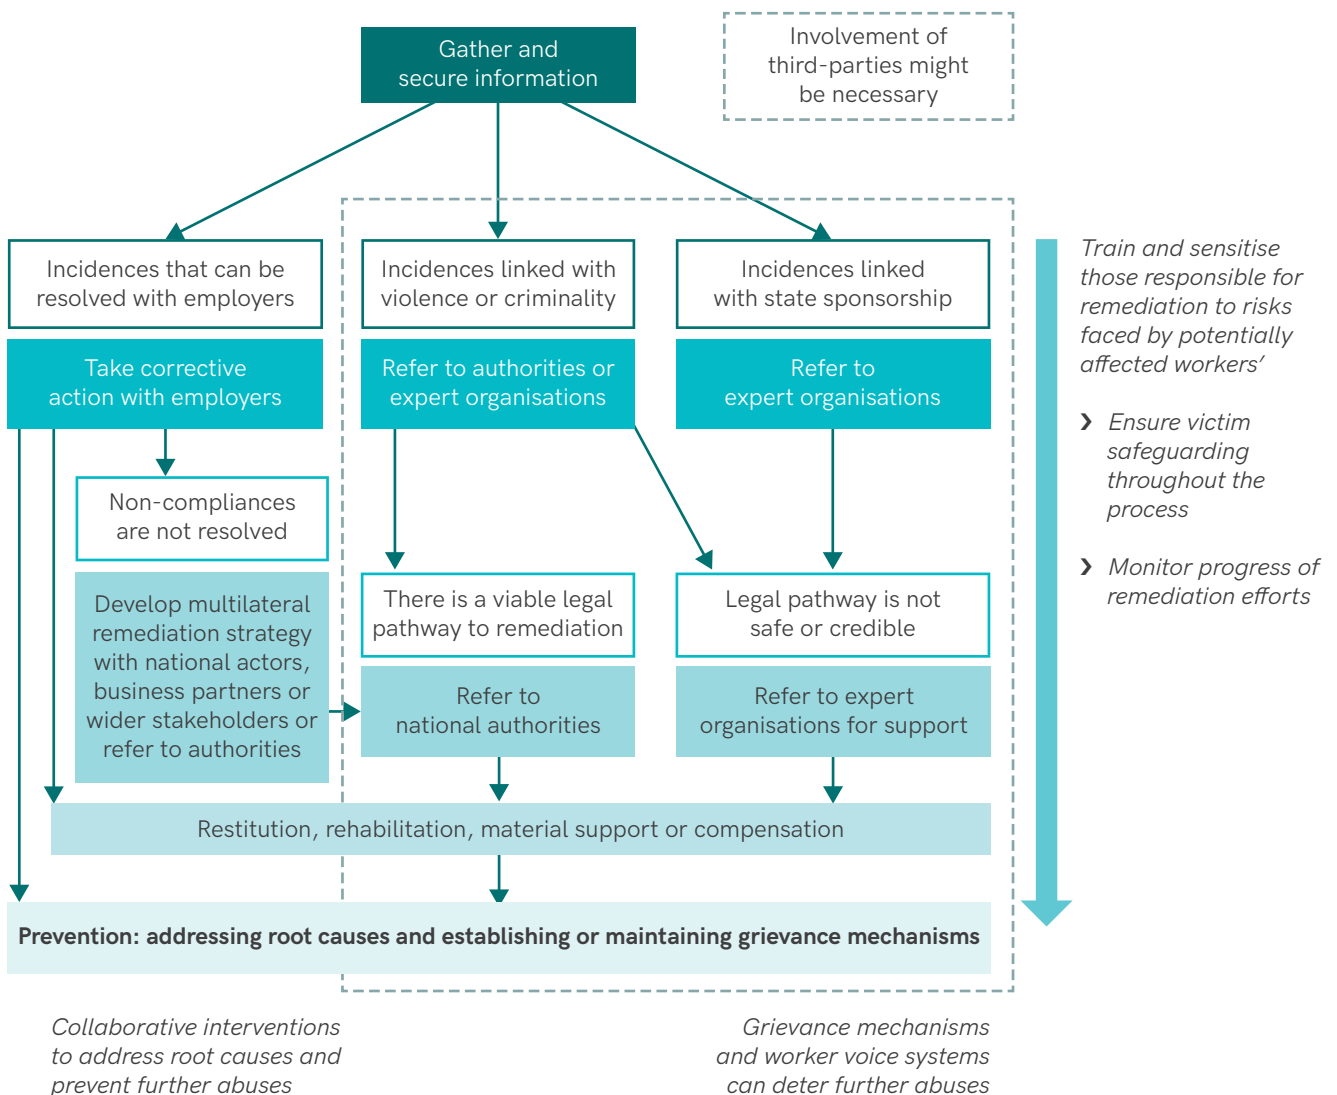 Gather and
secure information
Involvement of
third-parties might
be necessary
Incidences that can be
resolved with employers
Incidences linked with
violence or criminality
Incidences linked
with state sponsorship
Take corrective
action with employers
Refer to authorities or
expert organisations
Refer to
expert organisations
Non-compliances
are not resolved
Develop multilateral
remediation strategy
with national actors,
business partners or
wider stakeholders or
refer to authorities
There is a viable legal
pathway to remediation
Legal pathway is not
safe or credible
Refer to
national authorities
Refer to expert
organisations for support
Restitution, rehabilitation, material support or compensation
Prevention: addressing root causes and establishing or maintaining grievance mechanisms
Train and sensitise
those responsible for
remediation to risks
faced by potentially
affected workers’
› Ensure victim
safeguarding
throughout the
process
› Monitor progress of
remediation efforts
Collaborative interventions
to address root causes and
prevent further abuses
Grievance mechanisms
and worker voice systems
can deter further abuses